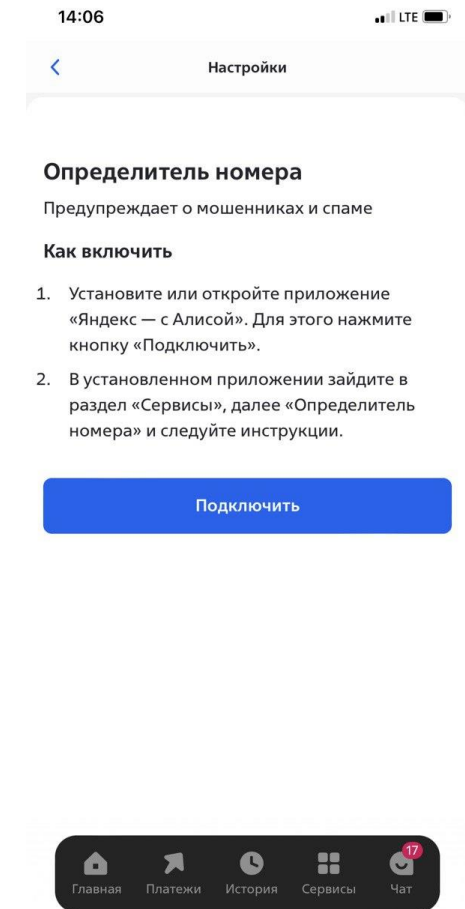 14:06
LTE
Настройки
Определитель номера
Предупреждает о мошенниках и спаме
Как включить
1. Установите или откройте приложение
«Яндекс — с Алисой». Для этого нажмите
кнопку «Подключить».
2. В установленном приложении зайдите в
раздел «Сервисы», далее «Определитель
номера» и следуйте инструкции.
Подключить
17
Главная Платежи История Сервисы Чат